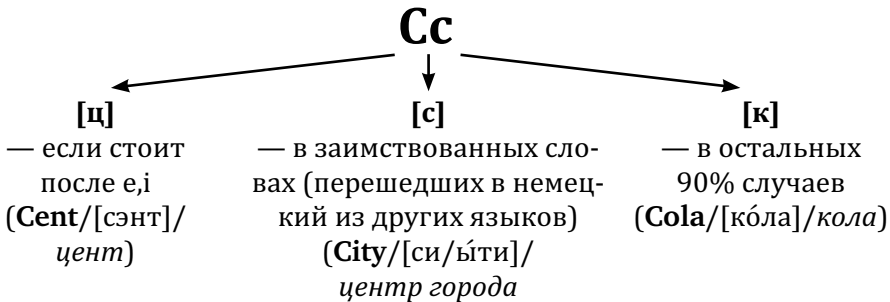 Cc
[ц]
— если стоит
после e,i
(Cent/[сэнт]/
цент)
[с]
— в заимствованных сло-
вах (перешедших в немец-
кий из других языков)
(City/[си/ы́ти]/
центр города
[к]
— в остальных
90% случаев
(Cola/[ко́ла]/кола)